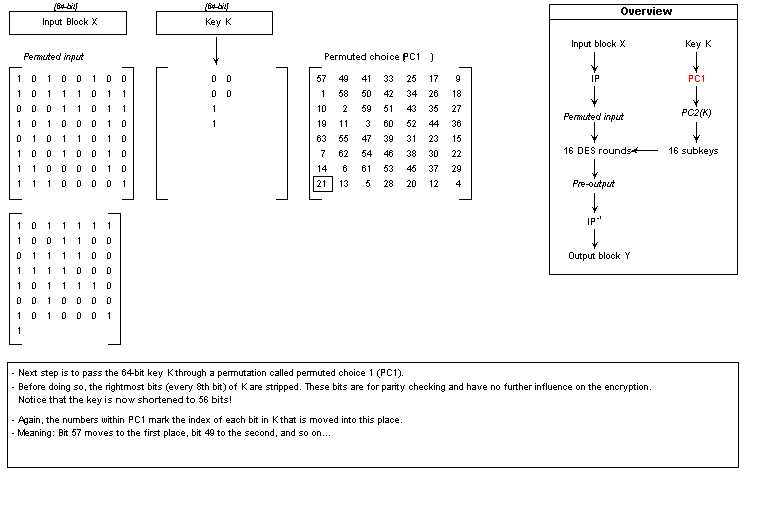 [64-bit]
Input Block X
[64-bit]
Key K
Overview
Input block X Key K
IP PC1
Permuted input PC2(K)
16 DES rounds 16 subkeys
Pre-output
IP⁻¹
Output block Y
Permuted input
1 0 1 0 0 1 0 0
1 0 1 1 0 1 1 1
0 0 0 1 1 0 1 1
1 1 1 0 1 0 0 0
0 1 0 1 1 0 1 0
1 0 1 1 0 0 0 0
1 0 0 0 0 1 1 0
1 1 1 0 0 0 0 1
0 0
0 0
1
1
Permuted choice (PC1 )
57 49 41 33 25 17 9
1 58 50 42 34 26 18
10 2 59 51 43 35 27
19 11 3 60 52 44 36
63 55 47 39 31 23 15
7 62 54 46 38 30 22
14 6 61 53 45 37 29
21 13 5 28 20 12 4
1 0 1 1 1 1 1
1 0 0 1 1 0 0
0 1 1 1 1 0 0
1 1 1 1 0 0 0
1 0 1 1 0 0 0
0 0 1 1 0 0 0
1 0 1 0 0 0 1
1
- Next step is to pass the 64-bit key K through a permutation called permuted choice 1 (PC1).
- Before doing so, the rightmost bits (every 8th bit) of K are stripped. These bits are for parity checking and have no further influence on the encryption.
Notice that the key is now shortened to 56 bits!
- Again, the numbers within PC1 mark the index of each bit in K that is moved into this place.
- Meaning: Bit 57 moves to the first place, bit 49 to the second, and so on...